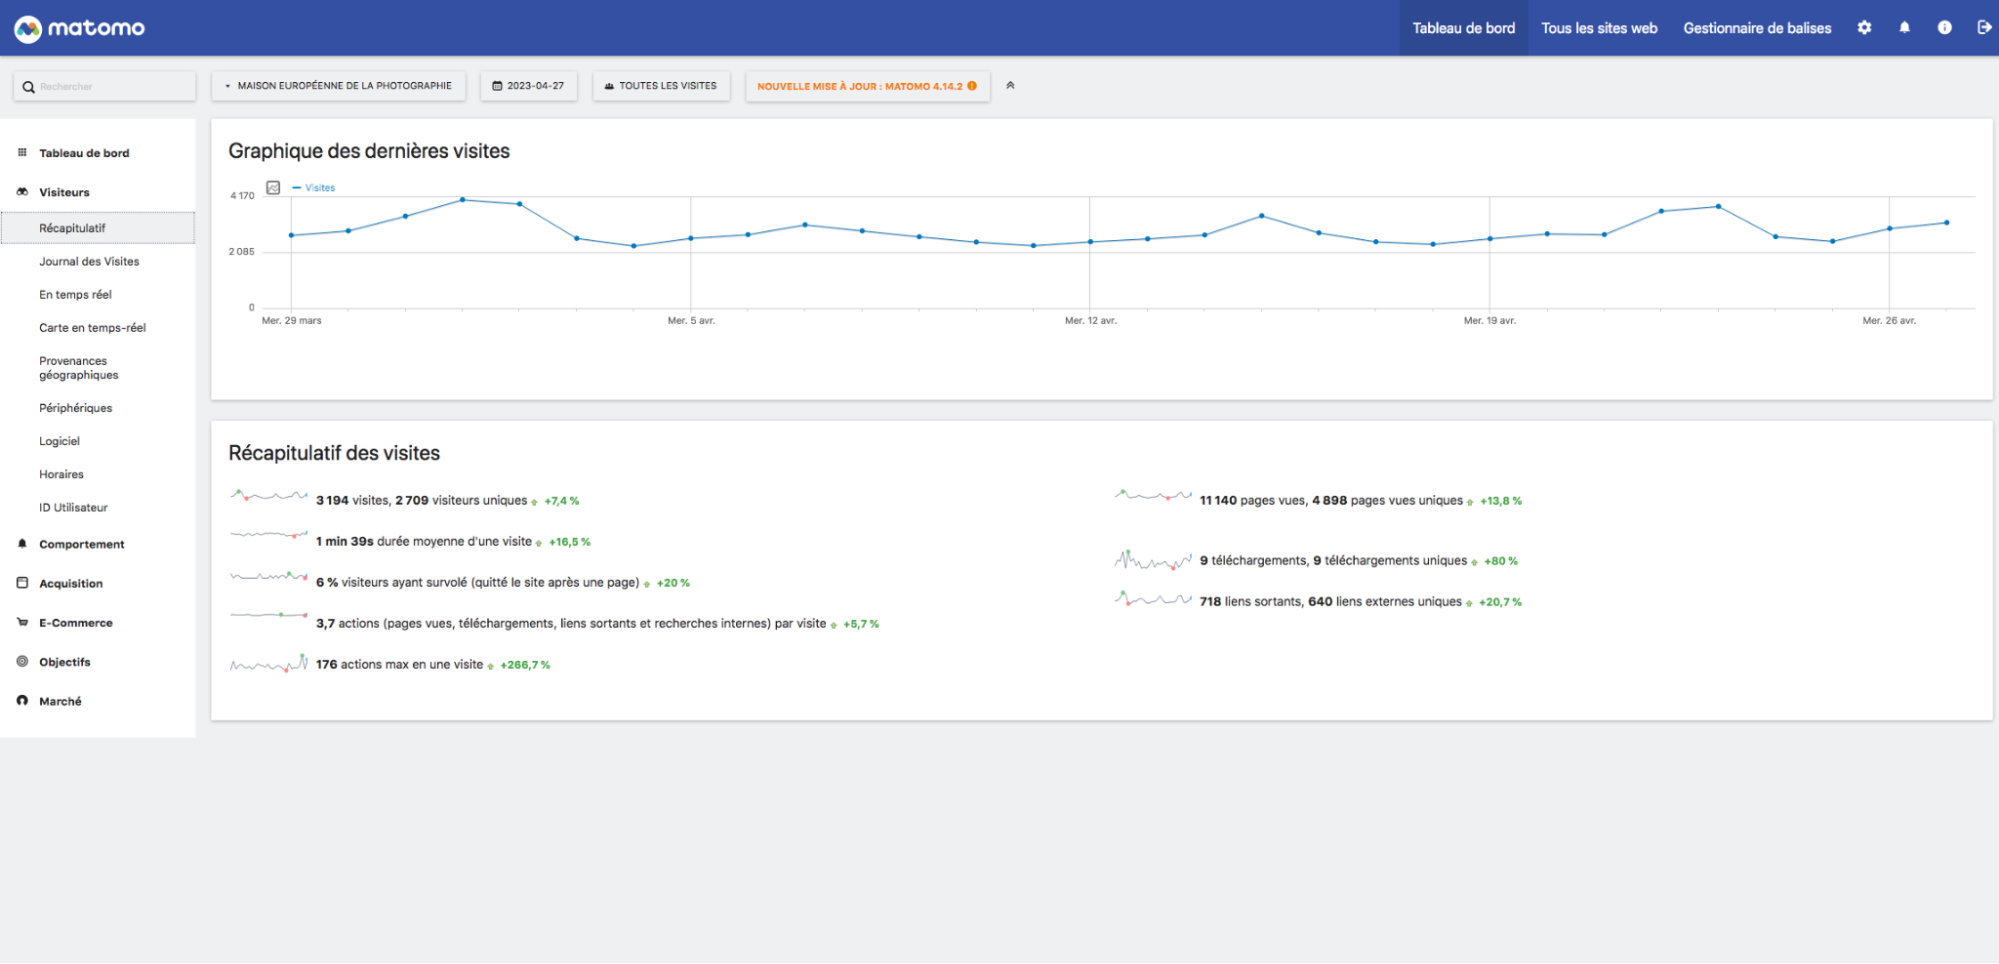 matomo
Tableau de bord
Tous les sites web
Gestionnaire de balises
Rechercher
MAISON EUROPÉENNE DE LA PHOTOGRAPHIE
2023-04-27
TOUTES LES VISITES
NOUVELLE MISE À JOUR : MATOMO 4.14.2
Tableau de bord
Visiteurs
Récapitulatif
Journal des Visites
En temps réel
Carte en temps-réel
Provenances
géographiques
Périphériques
Logiciel
Horaires
ID Utilisateur
Comportement
Acquisition
E-Commerce
Objectifs
Marché
Graphique des dernières visites
Visites
4 170
2 085
0
Mer. 29 mars
Mer. 5 avr.
Mer. 12 avr.
Mer. 19 avr.
Mer. 26 avr.
Récapitulatif des visites
3 194 visites, 2 709 visiteurs uniques +7,4 %
1 min 39s durée moyenne d'une visite +16,5 %
6 % visiteurs ayant survolé (quitté le site après une page) +20 %
3,7 actions (pages vues, téléchargements, liens sortants et recherches internes) par visite +5,7 %
176 actions max en une visite +266,7 %
11 140 pages vues, 4 898 pages vues uniques +13,8 %
9 téléchargements, 9 téléchargements uniques +80 %
718 liens sortants, 640 liens externes uniques +20,7 %